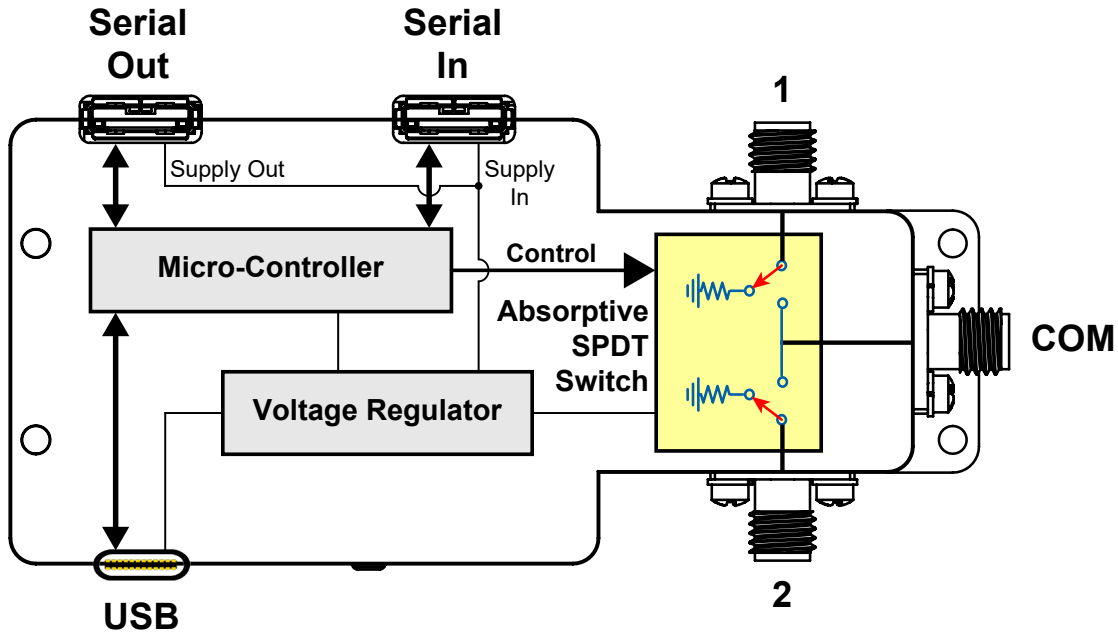 Serial
Out
Serial
In
1
Supply Out
Supply
In
Micro-Controller
Control
Absorptive
SPDT
Switch
COM
Voltage Regulator
USB
2